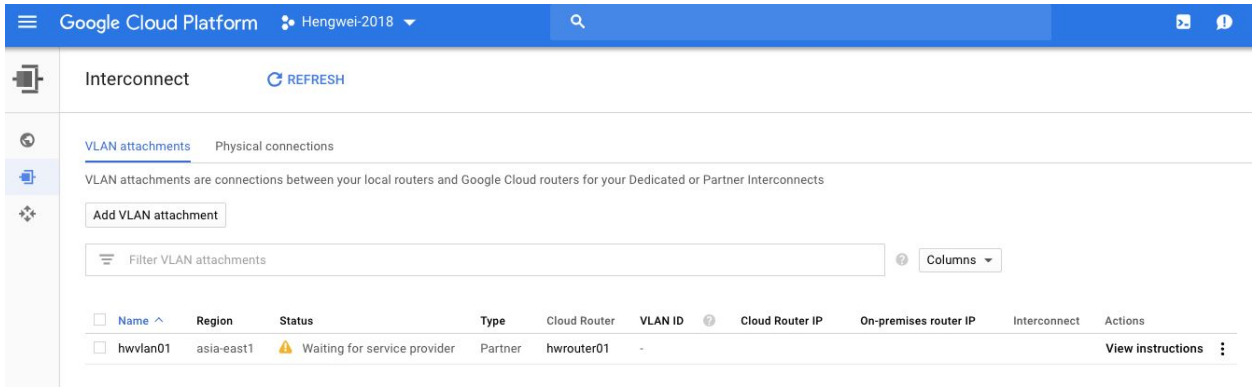 Google Cloud Platform Hengwei-2018
Interconnect REFRESH
VLAN attachments Physical connections
VLAN attachments are connections between your local routers and Google Cloud routers for your Dedicated or Partner Interconnects
Add VLAN attachment
Filter VLAN attachments ? Columns
Name Region Status Type Cloud Router VLAN ID ? Cloud Router IP On-premises router IP Interconnect Actions
hwvlan01 asia-east1 Waiting for service provider Partner hwrouter01 - View instructions